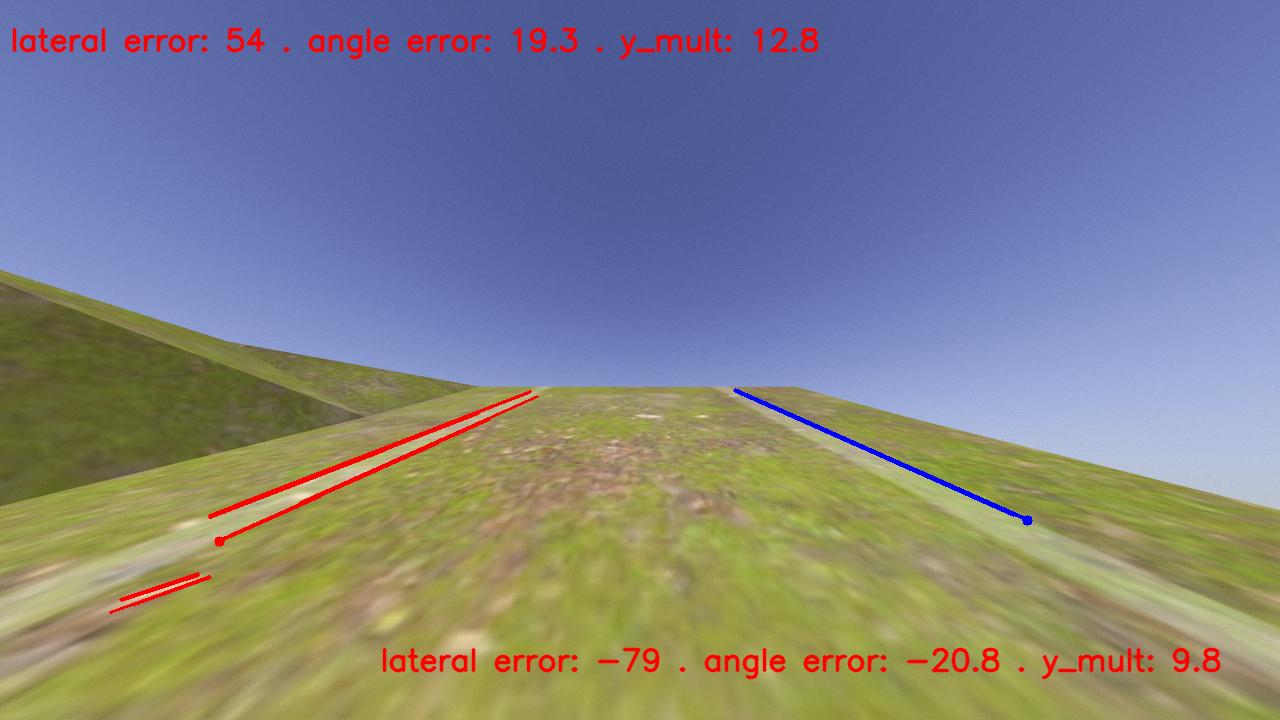 lateral error: 54 . angle error: 19.3 . y_mult: 12.8
lateral error: -79 . angle error: -20.8 . y_mult: 9.8